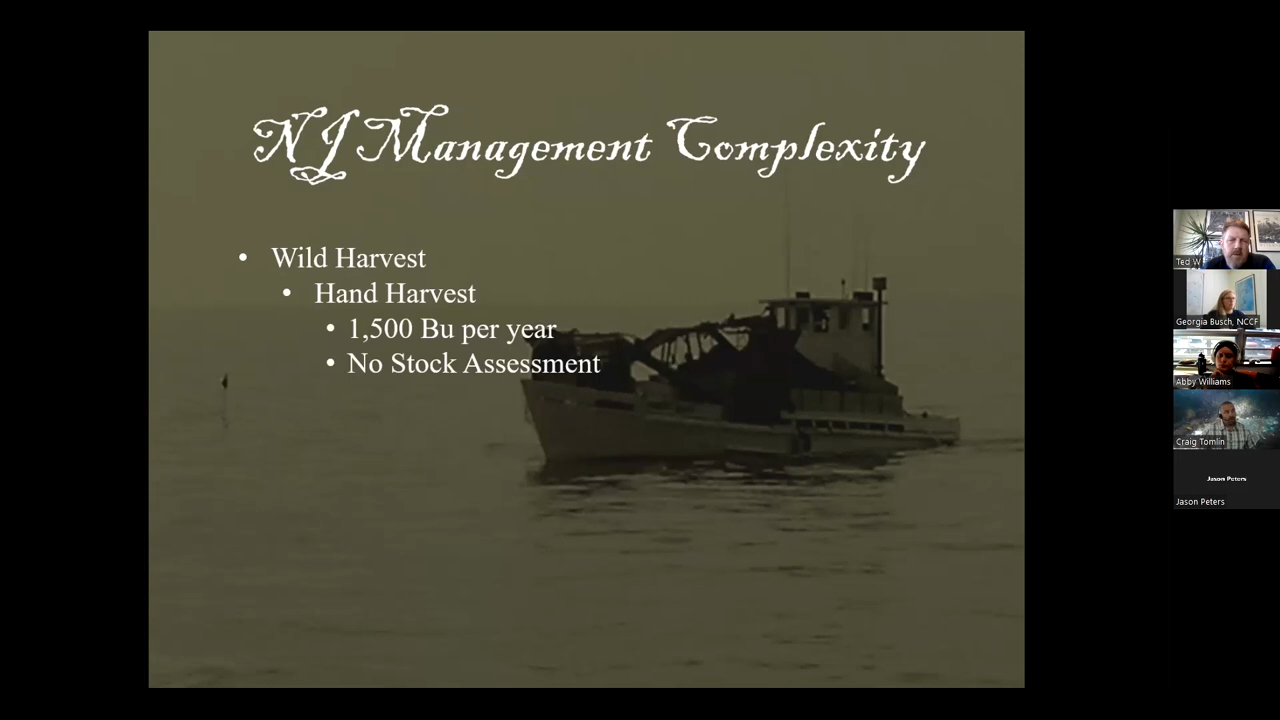 NJ Management Complexity
• Wild Harvest
• Hand Harvest
• 1,500 Bu per year
• No Stock Assessment
Ted W
Georgia Busch, NCCF
Abby Williams
Craig Tomlin
Jason Peters
Jason Peters